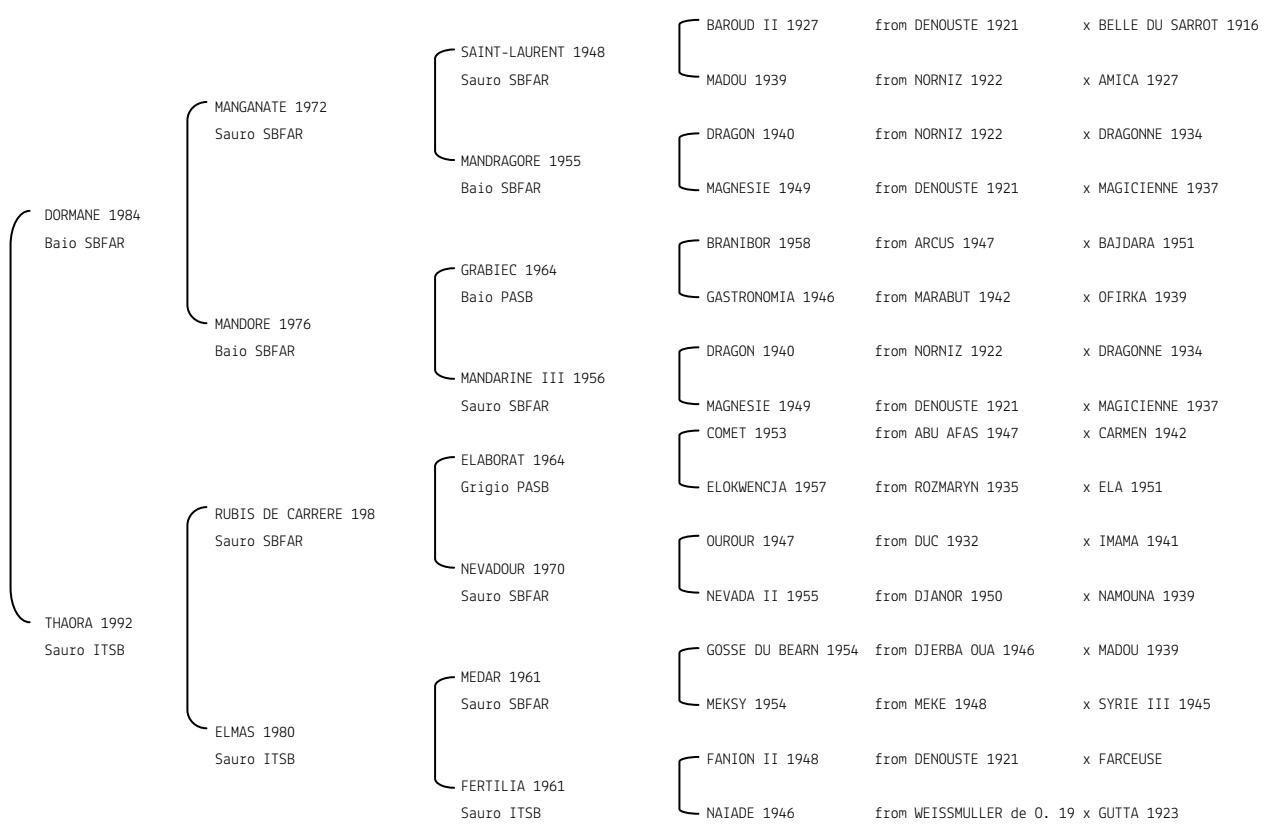 BAROUD II 1927 from DENOUSTE 1921 x BELLE DU SARROT 1916
SAINT-LAURENT 1948
Sauro SBFAR MADOU 1939 from NORNIZ 1922 x AMICA 1927
MANGANATE 1972
Sauro SBFAR DRAGON 1940 from NORNIZ 1922 x DRAGONNE 1934
MANDRAGORE 1955
Baio SBFAR MAGNESIE 1949 from DENOUSTE 1921 x MAGICIENNE 1937
DORMANE 1984
Baio SBFAR BRANIBOR 1958 from ARCUS 1947 x BAJDARA 1951
GRABIEC 1964
Baio PASB GASTRONOMIA 1946 from MARABUT 1942 x OFIRKA 1939
MANDORE 1976
Baio SBFAR DRAGON 1940 from NORNIZ 1922 x DRAGONNE 1934
MANDARINE III 1956
Sauro SBFAR MAGNESIE 1949 from DENOUSTE 1921 x MAGICIENNE 1937
COMET 1953 from ABU AFAS 1947 x CARMEN 1942
ELABORAT 1964
Grigio PASB ELOKWENCJA 1957 from ROZMARYN 1935 x ELA 1951
RUBIS DE CARRERE 198
Sauro SBFAR OUROUR 1947 from DUC 1932 x IMAMA 1941
NEVADOUR 1970
Sauro SBFAR NEVADA II 1955 from DJANOR 1950 x NAMOUNA 1939
THAORA 1992
Sauro ITSB GOSSE DU BEARN 1954 from DJERBA OUA 1946 x MADOU 1939
MEDAR 1961
Sauro SBFAR MEKSY 1954 from MEKE 1948 x SYRIE III 1945
ELMAS 1980
Sauro ITSB FANION II 1948 from DENOUSTE 1921 x FARCEUSE
FERTILIA 1961
Sauro ITSB NAIADE 1946 from WEISSMULLER de O. 19 x GUTTA 1923